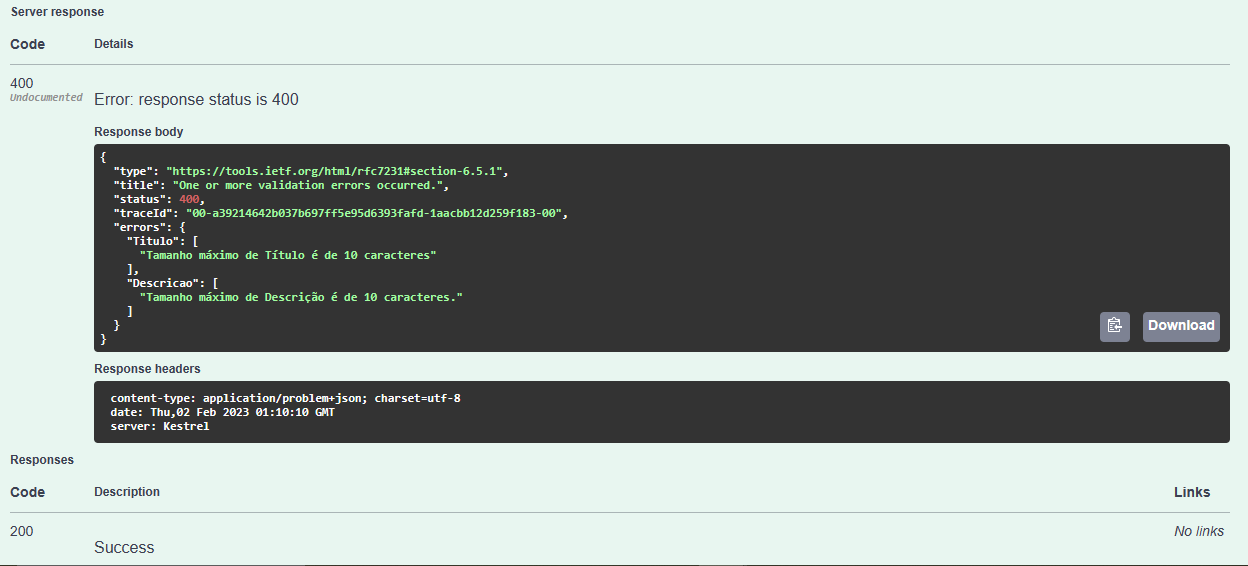 Server response
Code Details
400
Undocumented
Error: response status is 400
Response body
{
  "type": "https://tools.ietf.org/html/rfc7231#section-6.5.1",
  "title": "One or more validation errors occurred.",
  "status": 400,
  "traceId": "00-a39214642b037b697ff5e95d6393fafd-1aacbb12d259f183-00",
  "errors": {
    "Titulo": [
      "Tamanho máximo de Título é de 10 caracteres"
    ],
    "Descricao": [
      "Tamanho máximo de Descrição é de 10 caracteres."
    ]
  }
}
Download
Response headers
content-type: application/problem+json; charset=utf-8
date: Thu,02 Feb 2023 01:10:10 GMT
server: Kestrel
Responses
Code Description Links
200 No links
Success